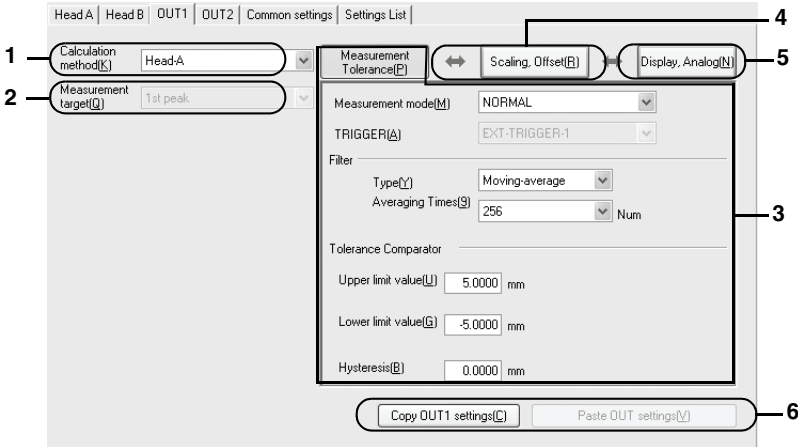 Head A Head B OUT1 OUT2 Common settings Settings List
4
1
Calculation method(K) Head-A
Measurement Tolerance(P) Scaling, Offset(R) Display, Analog(N)
5
2
Measurement target(Q) 1st peak
Measurement mode(M) NORMAL
TRIGGER(A) EXT-TRIGGER-1
Filter
Type(Y) Moving-average
Averaging Times(9) 256 Num
3
Tolerance Comparator
Upper limit value(U) 5.0000 mm
Lower limit value(G) -5.0000 mm
Hysteresis(B) 0.0000 mm
Copy OUT1 settings(C) Paste OUT settings(V)
6